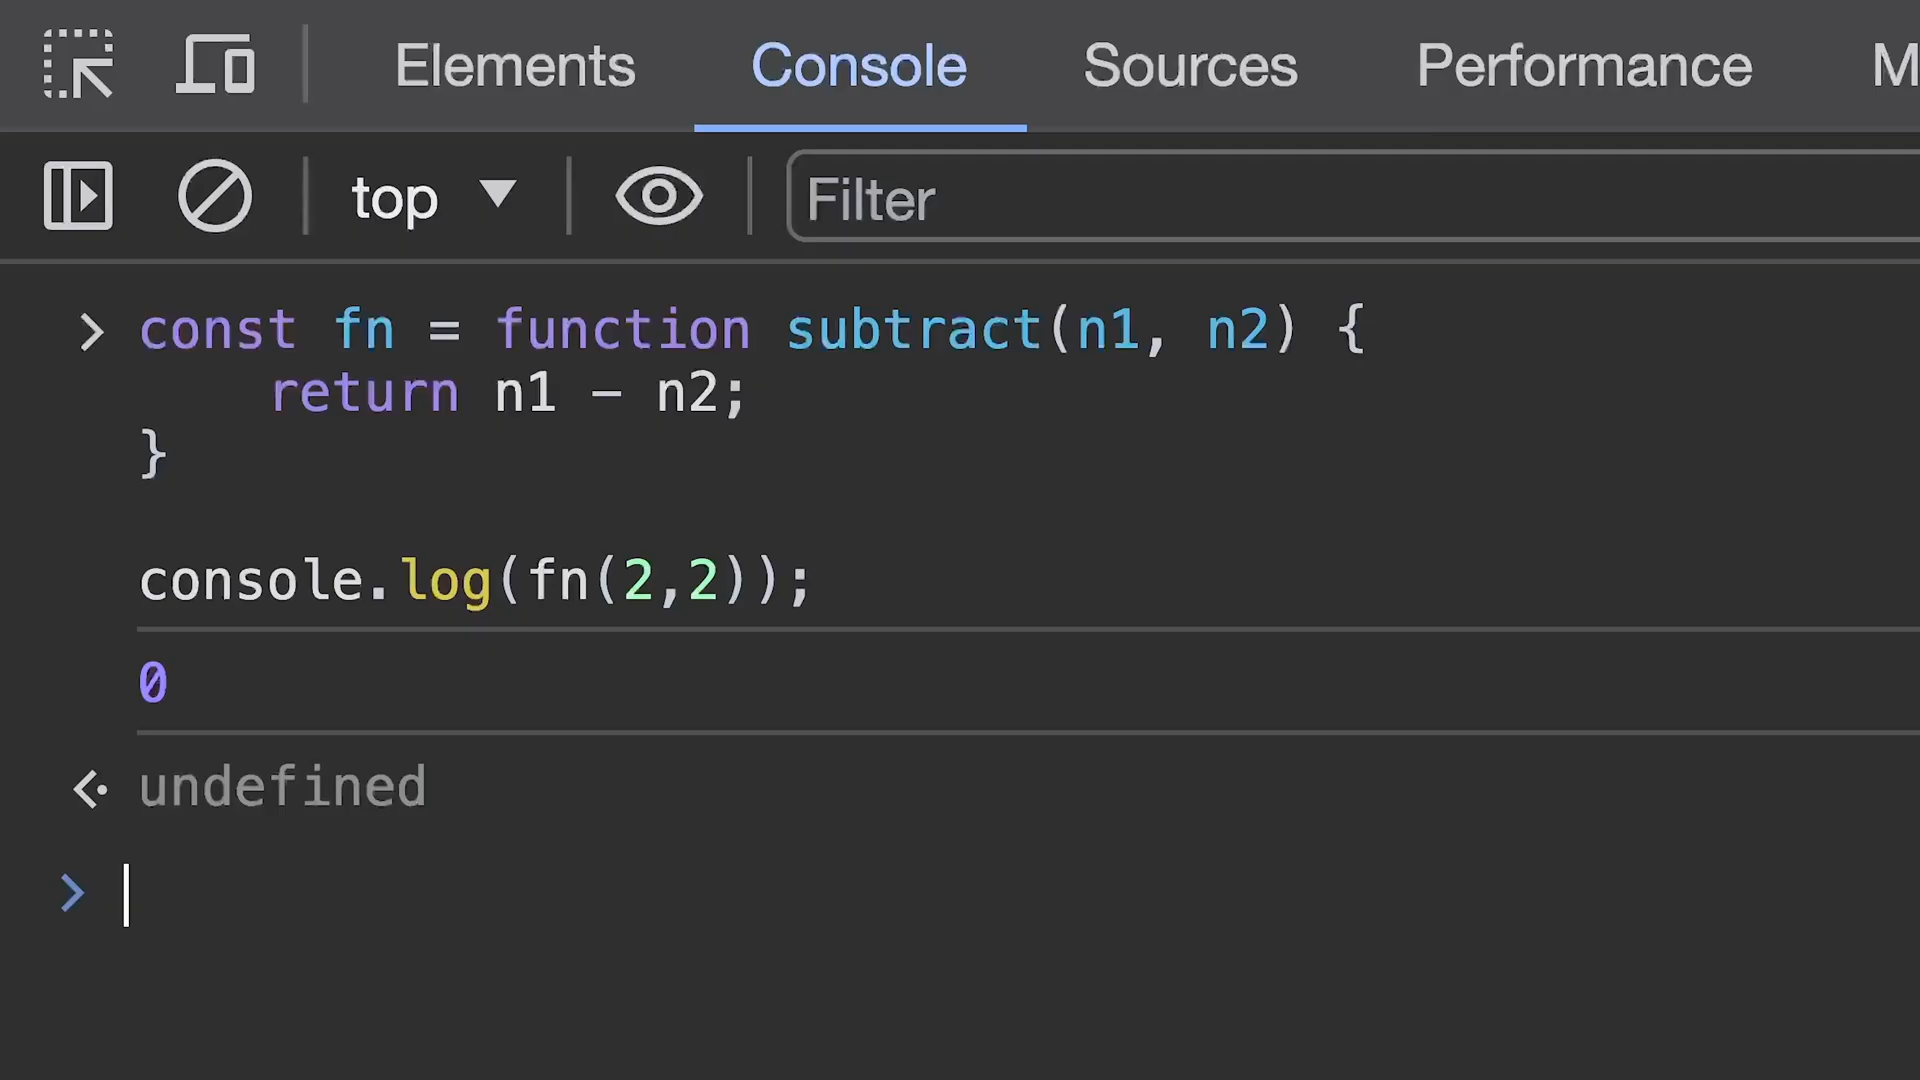 Elements Console Sources Performance M
top Filter
const fn = function subtract(n1, n2) {
    return n1 - n2;
}
console.log(fn(2,2));
0
undefined